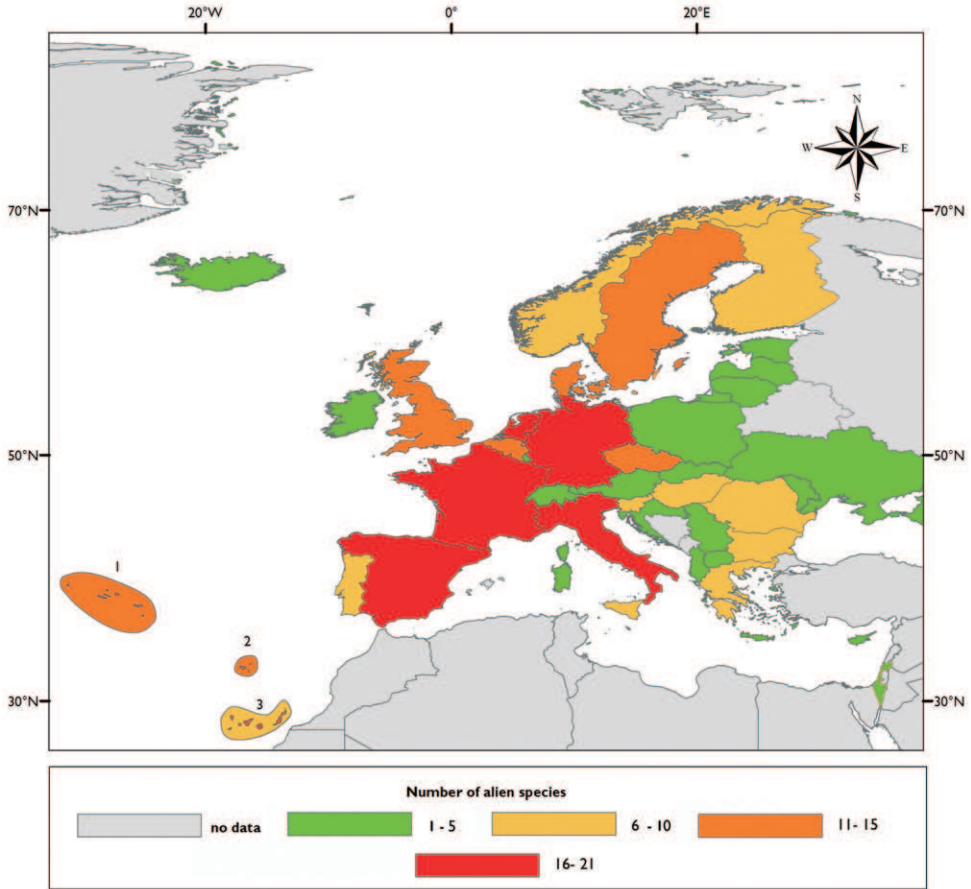 20°W 0° 20°E
N
W E
S
70°N 70°N
50°N 50°N
1
2
30°N 3 30°N
Number of alien species
no data 1 - 5 6 - 10 11- 15
16- 21